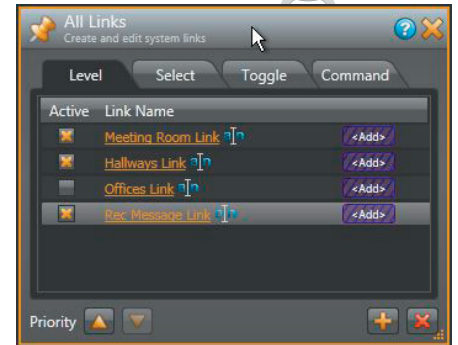 All Links
Create and edit system links
?
Level Select Toggle Command
Active Link Name
Meeting Room Link <Add>
Hallways Link <Add>
Offices Link <Add>
Rec Message Link <Add>
Priority